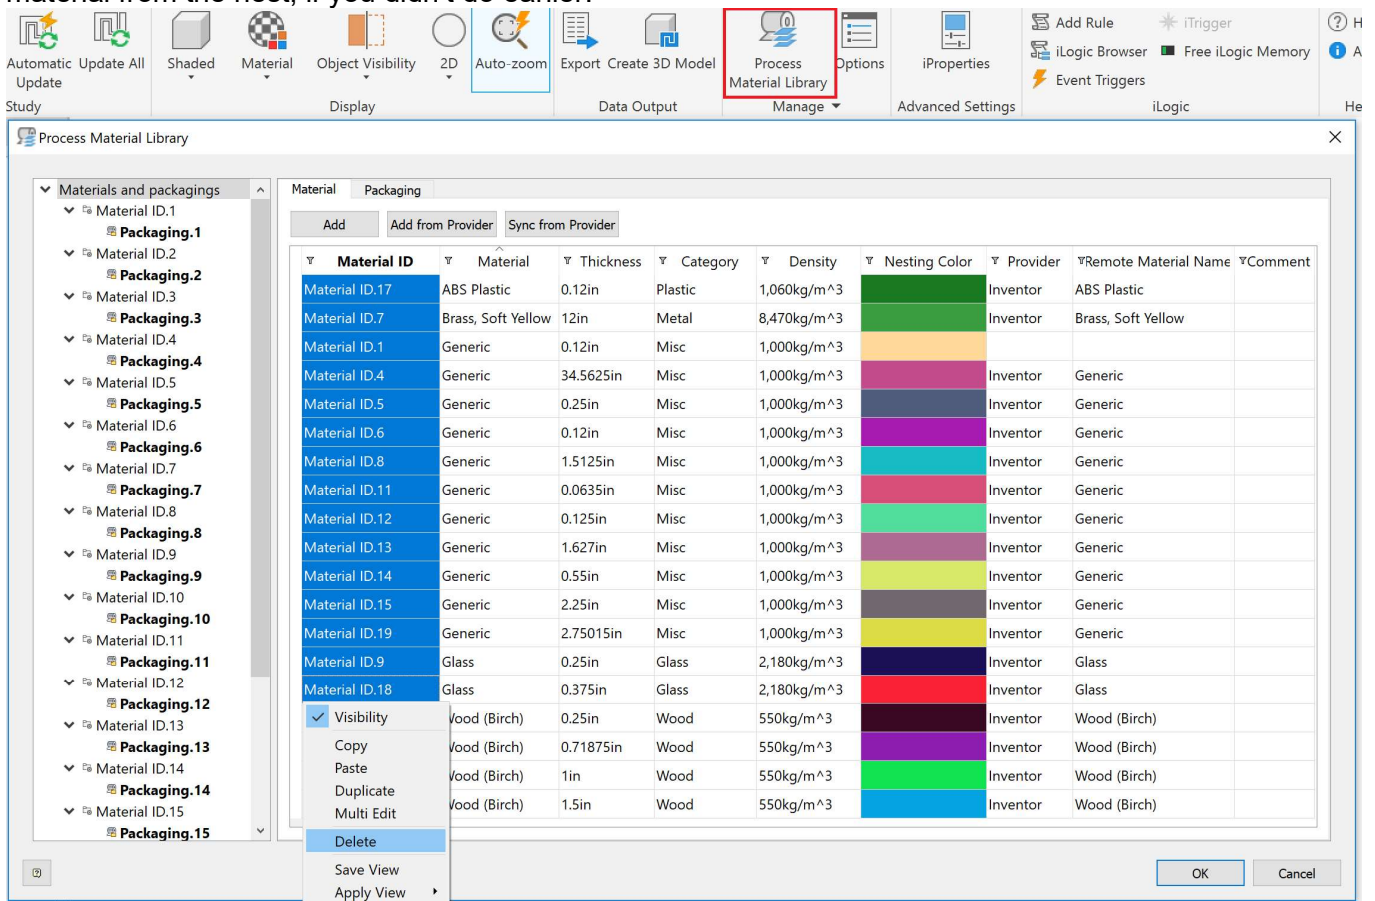 material from the nest, if you didn't do earlier.
Automatic Update All Shaded Material Object Visibility 2D Auto-zoom Export Create 3D Model Process Options iProperties Add Rule iTrigger H
Update Material Library iLogic Browser Free iLogic Memory A
Event Triggers
Study Display Data Output Manage Advanced Settings iLogic He
Process Material Library
Materials and packagings
Material ID.1
Packaging.1
Material ID.2
Packaging.2
Material ID.3
Packaging.3
Material ID.4
Packaging.4
Material ID.5
Packaging.5
Material ID.6
Packaging.6
Material ID.7
Packaging.7
Material ID.8
Packaging.8
Material ID.9
Packaging.9
Material ID.10
Packaging.10
Material ID.11
Packaging.11
Material ID.12
Packaging.12
Material ID.13
Packaging.13
Material ID.14
Packaging.14
Material ID.15
Packaging.15
Material Packaging
Add Add from Provider Sync from Provider
Material ID Material Thickness Category Density Nesting Color Provider Remote Material Name Comment
Material ID.17 ABS Plastic 0.12in Plastic 1,060kg/m^3 Inventor ABS Plastic
Material ID.7 Brass, Soft Yellow 12in Metal 8,470kg/m^3 Inventor Brass, Soft Yellow
Material ID.1 Generic 0.12in Misc 1,000kg/m^3
Material ID.4 Generic 34.5625in Misc 1,000kg/m^3 Inventor Generic
Material ID.5 Generic 0.25in Misc 1,000kg/m^3 Inventor Generic
Material ID.6 Generic 0.12in Misc 1,000kg/m^3 Inventor Generic
Material ID.8 Generic 1.5125in Misc 1,000kg/m^3 Inventor Generic
Material ID.11 Generic 0.0635in Misc 1,000kg/m^3 Inventor Generic
Material ID.12 Generic 0.125in Misc 1,000kg/m^3 Inventor Generic
Material ID.13 Generic 1.627in Misc 1,000kg/m^3 Inventor Generic
Material ID.14 Generic 0.55in Misc 1,000kg/m^3 Inventor Generic
Material ID.15 Generic 2.25in Misc 1,000kg/m^3 Inventor Generic
Material ID.19 Generic 2.75015in Misc 1,000kg/m^3 Inventor Generic
Material ID.9 Glass 0.25in Glass 2,180kg/m^3 Inventor Glass
Material ID.18 Glass 0.375in Glass 2,180kg/m^3 Inventor Glass
Wood (Birch) 0.25in Wood 550kg/m^3 Inventor Wood (Birch)
Wood (Birch) 0.71875in Wood 550kg/m^3 Inventor Wood (Birch)
Wood (Birch) 1in Wood 550kg/m^3 Inventor Wood (Birch)
Wood (Birch) 1.5in Wood 550kg/m^3 Inventor Wood (Birch)
Visibility
Copy
Paste
Duplicate
Multi Edit
Delete
Save View
Apply View
OK Cancel